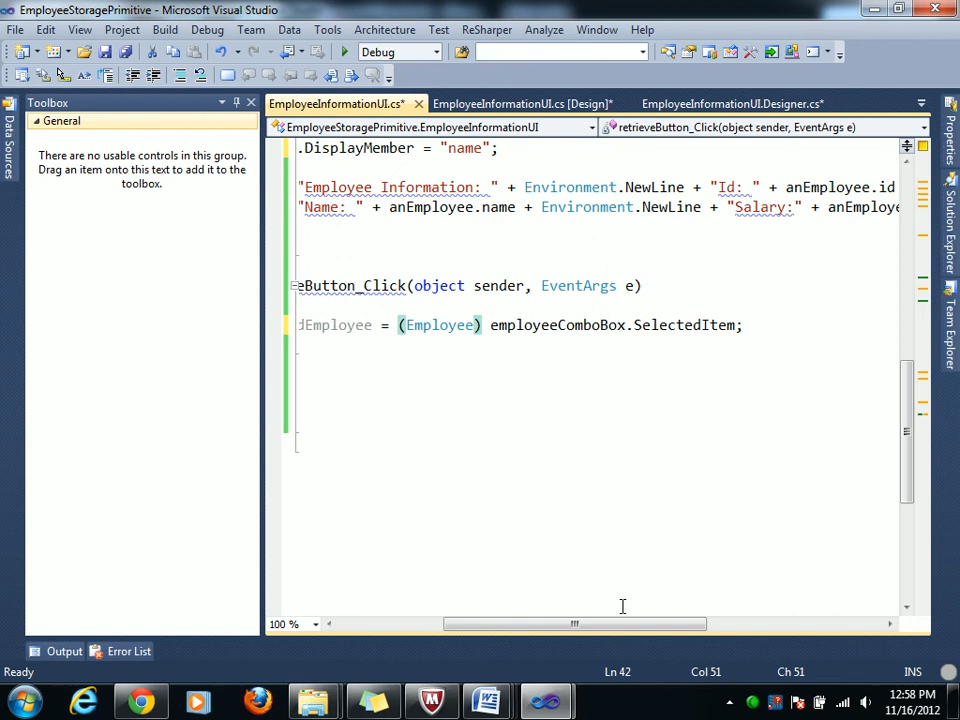 EmployeeStoragePrimitive - Microsoft Visual Studio
File Edit View Project Build Debug Team Data Tools Architecture Test ReSharper Analyze Window Help
Debug
Toolbox
General
There are no usable controls in this group.
Drag an item onto this text to add it to the
toolbox.
Data Sources
EmployeeInformationUI.cs* EmployeeInformationUI.cs [Design]* EmployeeInformationUI.Designer.cs*
EmployeeStoragePrimitive.EmployeeInformationUI retrieveButton_Click(object sender, EventArgs e)
.DisplayMember = "name";
"Employee Information: " + Environment.NewLine + "Id: " + anEmployee.id
"Name: " + anEmployee.name + Environment.NewLine + "Salary:" + anEmploye
eButton_Click(object sender, EventArgs e)
dEmployee = (Employee) employeeComboBox.SelectedItem;
100 %
Properties
Solution Explorer
Team Explorer
Output Error List
Ready Ln 42 Col 51 Ch 51 INS
12:58 PM
11/16/2012